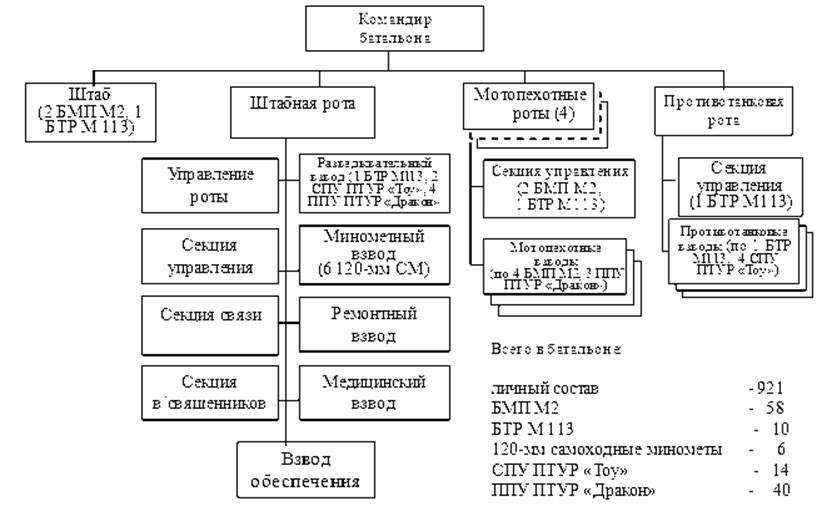 Командир
батальона
Штаб
(2 БМП М2, 1
БТР М 113)
Штабная рота
Мотопехотные
роты (4)
Противотанковая
рота
Управление
роты
Разведывательный
взвод (1 БТР М113, 2
СПУ ПТУР «Тоу», 4
ППУ ПТУР «Дракон»
Секция управления
(2 БМП М2,
1 БТР М113)
Секция
управления
(1 БТР М113)
Секция
управления
Минометный
взвод
(6 120-мм СМ)
Мотопехотные
взводы
(по 4 БМП М2, 3 ППУ
ПТУР «Дракон»)
Противотанковые
взводы (по 1 БТР
М113, 4 СПУ
ПТУР «Тоу»)
Секция связи
Ремонтный
взвод
Секция
в священников
Медицинский
взвод
Взвод
обеспечения
Всего в батальоне
личный состав - 921
БМП М2 - 58
БТР М 113 - 10
120-мм самоходные минометы - 6
СПУ ПТУР «Тоу» - 14
ППУ ПТУР «Дракон» - 40